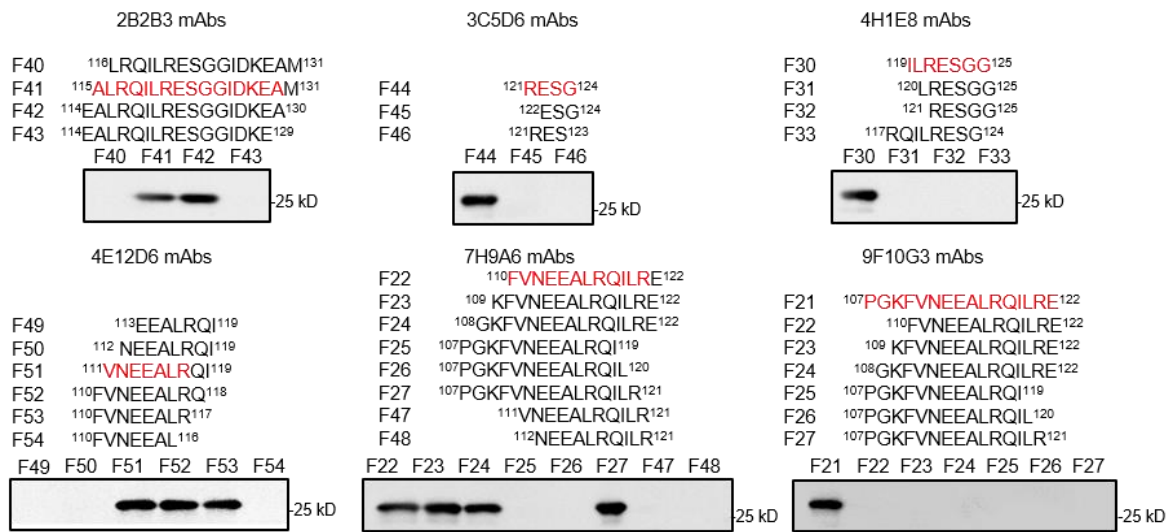 2B2B3 mAbs
F40 ¹¹⁶LRQILRESGGIDKEAM¹³¹
F41 ¹¹⁵ALRQILRESGGIDKEAM¹³¹
F42 ¹¹⁴EALRQILRESGGIDKEA¹³⁰
F43 ¹¹⁴EALRQILRESGGIDKE¹²⁹
F40 F41 F42 F43
-25 kD
3C5D6 mAbs
F44 ¹²¹RESG¹²⁴
F45 ¹²²ESG¹²⁴
F46 ¹²¹RES¹²³
F44 F45 F46
-25 kD
4H1E8 mAbs
F30 ¹¹⁹ILRESGG¹²⁵
F31 ¹²⁰LRESGG¹²⁵
F32 ¹²¹ RESGG¹²⁵
F33 ¹¹⁷RQILRESG¹²⁴
F30 F31 F32 F33
-25 kD
4E12D6 mAbs
F49 ¹¹³EEALRQI¹¹⁹
F50 ¹¹² NEEALRQI¹¹⁹
F51 ¹¹¹VNEEALRQI¹¹⁹
F52 ¹¹⁰FVNEEALRQ¹¹⁸
F53 ¹¹⁰FVNEEALR¹¹⁷
F54 ¹¹⁰FVNEEAL¹¹⁶
F49 F50 F51 F52 F53 F54
-25 kD
7H9A6 mAbs
F22 ¹¹⁰FVNEEALRQILRE¹²²
F23 ¹⁰⁹ KFVNEEALRQILRE¹²²
F24 ¹⁰⁸GKFVNEEALRQILRE¹²²
F25 ¹⁰⁷PGKFVNEEALRQI¹¹⁹
F26 ¹⁰⁷PGKFVNEEALRQIL¹²⁰
F27 ¹⁰⁷PGKFVNEEALRQILR¹²¹
F47 ¹¹¹VNEEALRQILR¹²¹
F48 ¹¹²NEEALRQILR¹²¹
F22 F23 F24 F25 F26 F27 F47 F48
-25 kD
9F10G3 mAbs
F21 ¹⁰⁷PGKFVNEEALRQILRE¹²²
F22 ¹¹⁰FVNEEALRQILRE¹²²
F23 ¹⁰⁹ KFVNEEALRQILRE¹²²
F24 ¹⁰⁸GKFVNEEALRQILRE¹²²
F25 ¹⁰⁷PGKFVNEEALRQI¹¹⁹
F26 ¹⁰⁷PGKFVNEEALRQIL¹²⁰
F27 ¹⁰⁷PGKFVNEEALRQILR¹²¹
F21 F22 F23 F24 F25 F26 F27
-25 kD